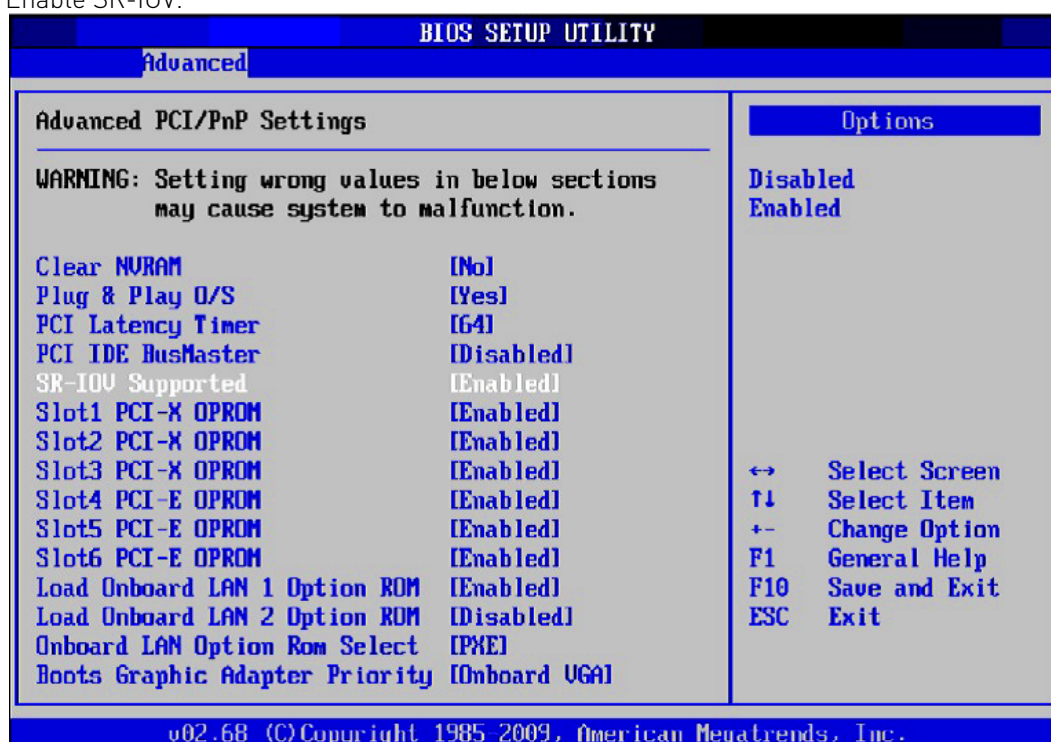 Enable SR-IOV.
BIOS SETUP UTILITY
Advanced
Advanced PCI/PnP Settings
Options
WARNING: Setting wrong values in below sections
may cause system to malfunction.
Disabled
Enabled
Clear NVRAM [No]
Plug & Play O/S [Yes]
PCI Latency Timer [64]
PCI IDE BusMaster [Disabled]
SR-IOV Supported [Enabled]
Slot1 PCI-X OPROM [Enabled]
Slot2 PCI-X OPROM [Enabled]
Slot3 PCI-X OPROM [Enabled]
Slot4 PCI-E OPROM [Enabled]
Slot5 PCI-E OPROM [Enabled]
Slot6 PCI-E OPROM [Enabled]
Load Onboard LAN 1 Option ROM [Enabled]
Load Onboard LAN 2 Option ROM [Disabled]
Onboard LAN Option Rom Select [PXE]
Boots Graphic Adapter Priority [Onboard VGA]
↔ Select Screen
↑↓ Select Item
+- Change Option
F1 General Help
F10 Save and Exit
ESC Exit
v02.68 (C)Copyright 1985-2009, American Megatrends, Inc.